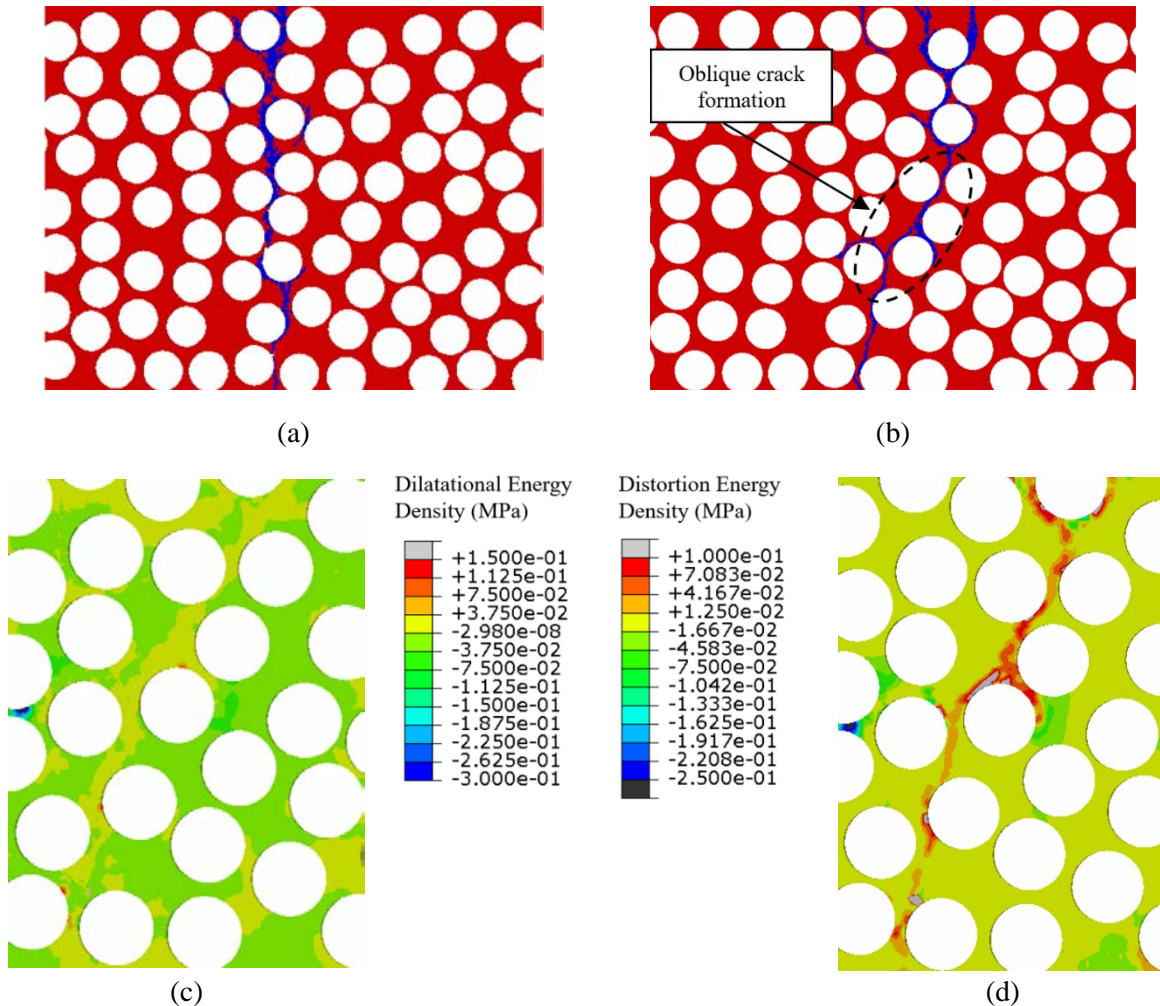 Oblique crack
formation
(a)
(b)
Dilatational Energy
Density (MPa)
+1.500e-01
+1.125e-01
+7.500e-02
+3.750e-02
-2.980e-08
-3.750e-02
-7.500e-02
-1.125e-01
-1.500e-01
-1.875e-01
-2.250e-01
-2.625e-01
-3.000e-01
Distortion Energy
Density (MPa)
+1.000e-01
+7.083e-02
+4.167e-02
+1.250e-02
-1.667e-02
-4.583e-02
-7.500e-02
-1.042e-01
-1.333e-01
-1.625e-01
-1.917e-01
-2.208e-01
-2.500e-01
(c)
(d)